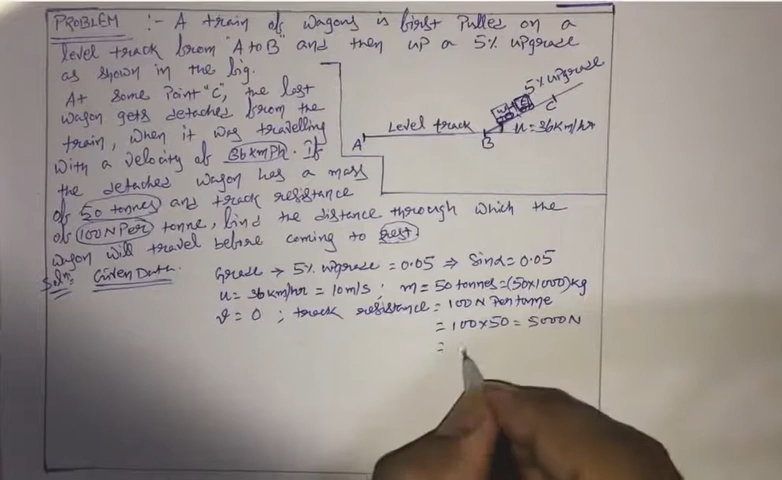 PROBLEM :- A train of wagons is first pulled on a
level track from "A to B" and then up a 5% upgrade
as shown in the fig.
At some Point "C", the last
wagon gets detached from the
train, when it was travelling
with a velocity of 36kmPh. If
the detached wagon has a mass
of 50 tonnes and track resistance
of 100N Per tonne, find the distance through which the
wagon will travel before coming to rest.
5% upgrade
C
u = 36Km/hr
Level track
A
B
Soln:- Given Data:-
Grade → 5% upgrade = 0.05 ⇒ Sinα = 0.05
u = 36 km/hr = 10 m/s ; m = 50 tonnes = (50×1000) kg
v = 0 ; track resistance = 100 N Per tonne
= 100 × 50 = 5000 N
=